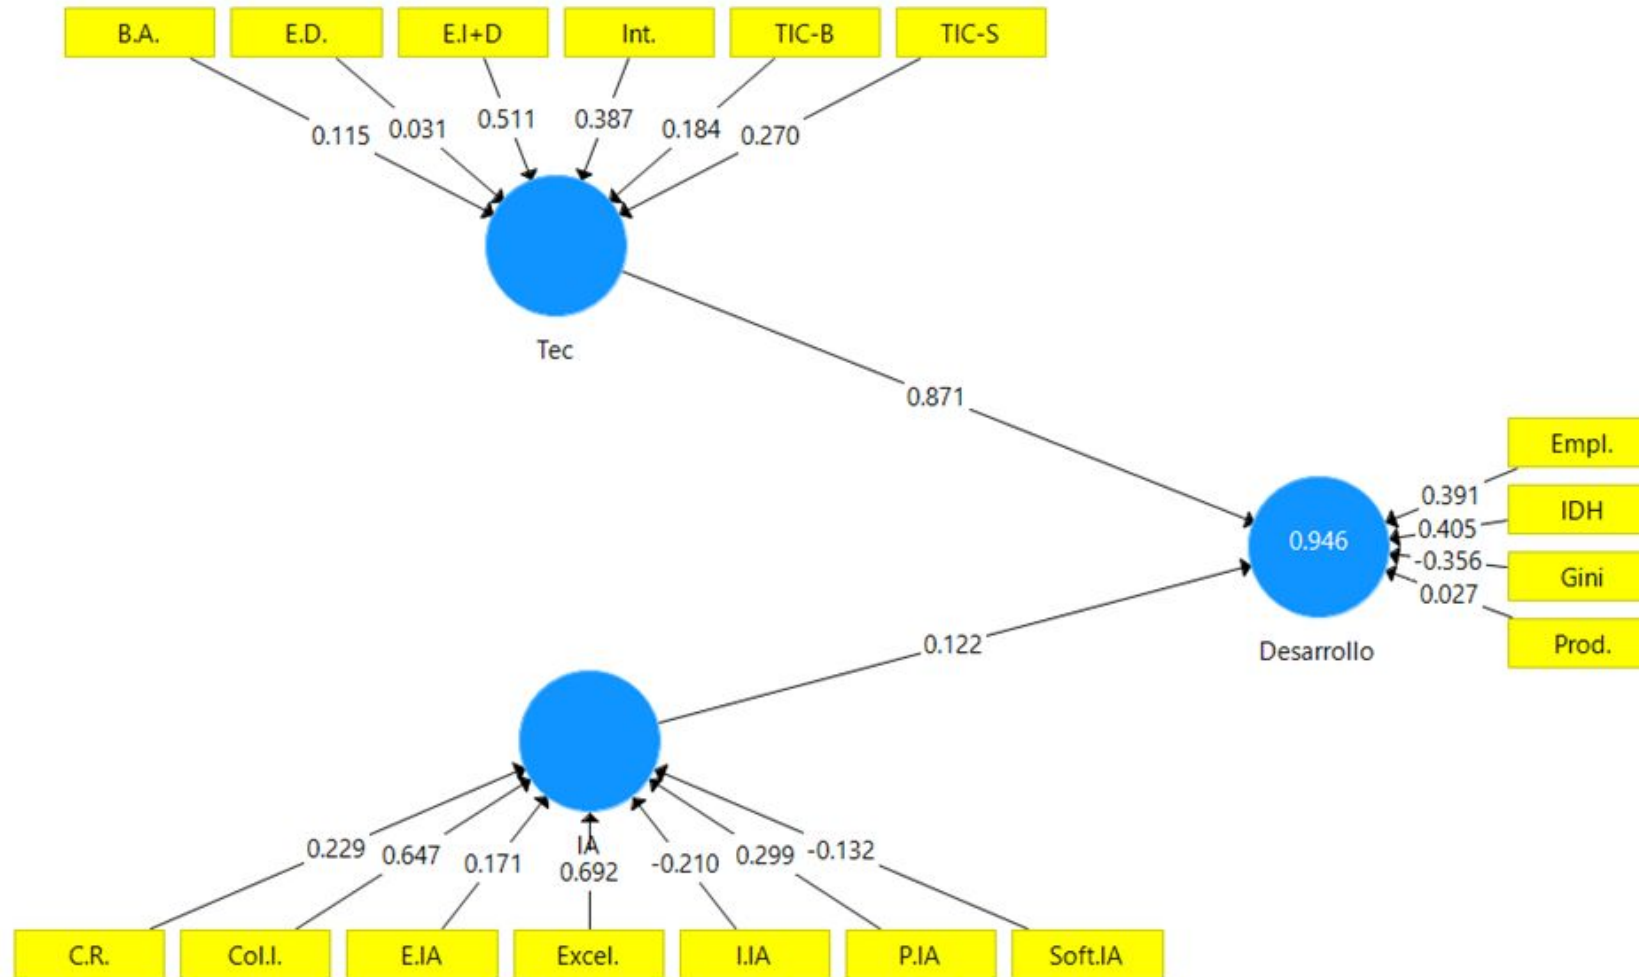 B.A. E.D. E.I+D Int. TIC-B TIC-S
0.115 0.031 0.511 0.387 0.184 0.270
Tec
0.871
Empl.
0.391
IDH
0.405
0.946
Gini
-0.356
0.027
Prod.
Desarrollo
0.122
IA
0.229 0.647 0.171 0.692 -0.210 0.299 -0.132
C.R. Col.I. E.IA Excel. I.IA P.IA Soft.IA